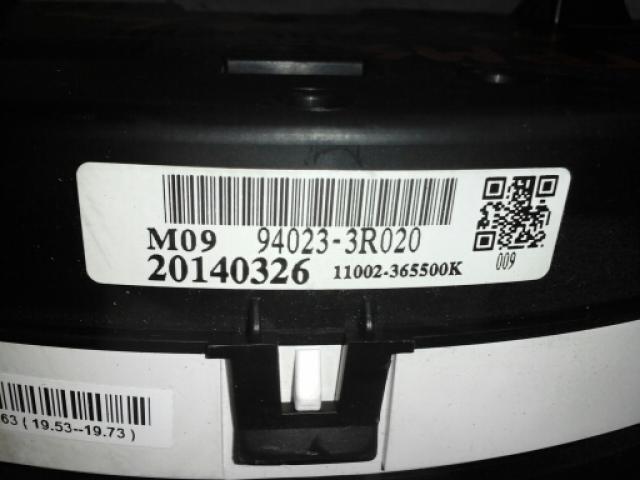 M09 94023-3R020
20140326 11002-365500K
009
63 ( 19.53--19.73 )